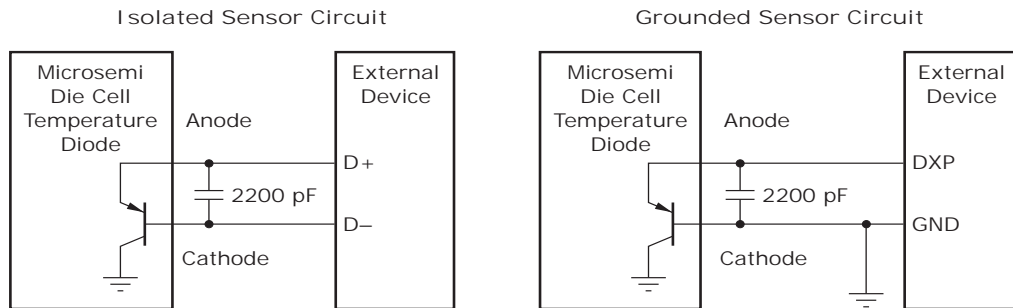 Isolated Sensor Circuit
Microsemi
Die Cell
Temperature
Diode
Anode
Cathode
2200 pF
External
Device
D+
D−
Grounded Sensor Circuit
Microsemi
Die Cell
Temperature
Diode
Anode
Cathode
2200 pF
External
Device
DXP
GND